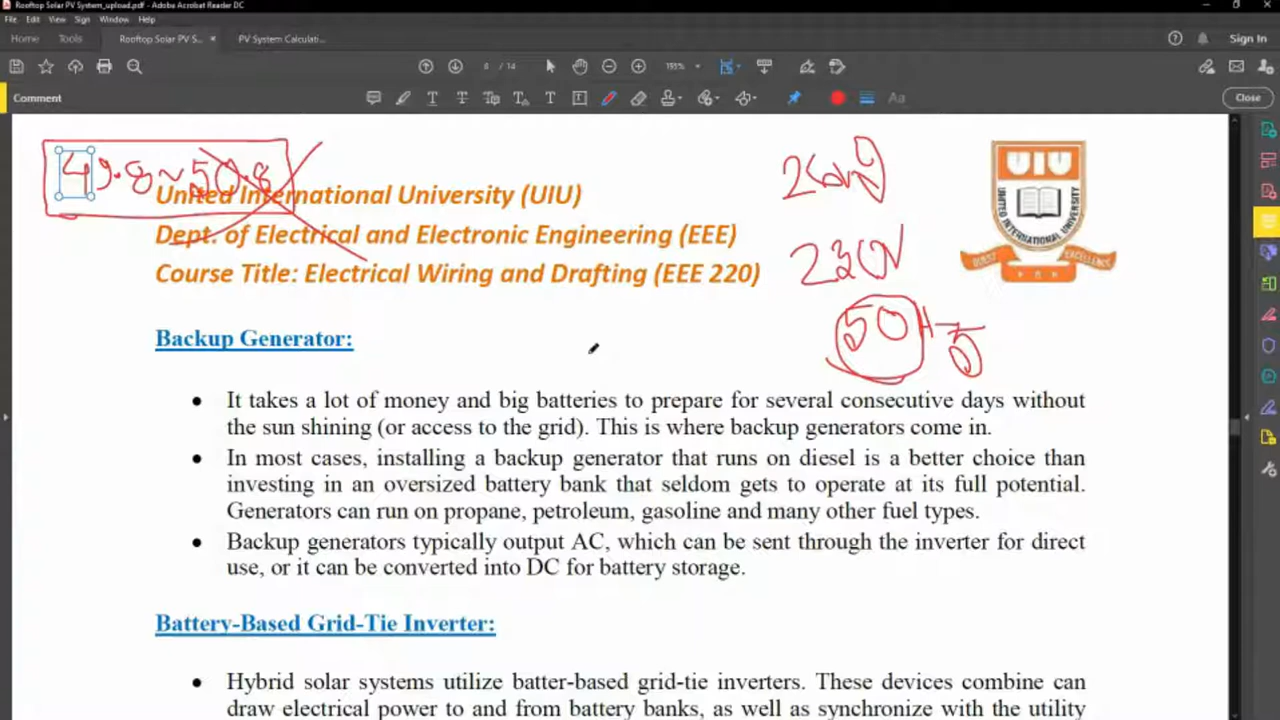 Rooftop Solar PV System_upload.pdf - Adobe Acrobat Reader DC
File Edit View Sign Window Help
Home Tools Rooftop Solar PV S... × PV System Calculati... Sign In
8 / 14 155%
Comment Close
49.8~50.8
United International University (UIU)
Dept. of Electrical and Electronic Engineering (EEE)
Course Title: Electrical Wiring and Drafting (EEE 220)
230V
50Hz
UIU
UNITED INTERNATIONAL UNIVERSITY
QUEST EXCELLENCE
Backup Generator:
• It takes a lot of money and big batteries to prepare for several consecutive days without
the sun shining (or access to the grid). This is where backup generators come in.
• In most cases, installing a backup generator that runs on diesel is a better choice than
investing in an oversized battery bank that seldom gets to operate at its full potential.
Generators can run on propane, petroleum, gasoline and many other fuel types.
• Backup generators typically output AC, which can be sent through the inverter for direct
use, or it can be converted into DC for battery storage.
Battery-Based Grid-Tie Inverter:
• Hybrid solar systems utilize batter-based grid-tie inverters. These devices combine can
draw electrical power to and from battery banks, as well as synchronize with the utility